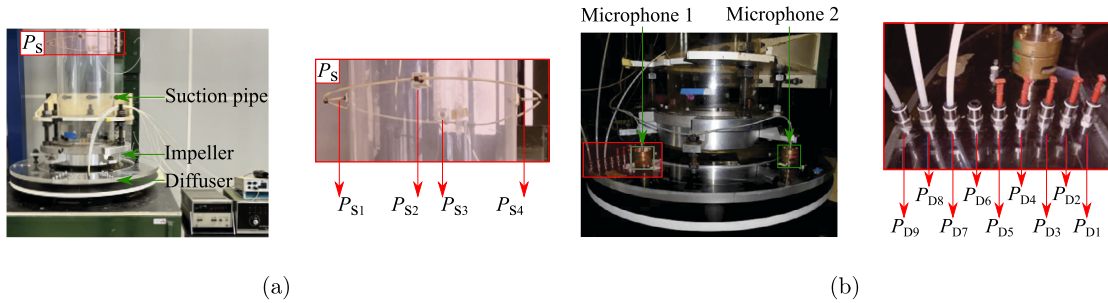 P_S
Suction pipe
Impeller
Diffuser
P_S
P_S1 P_S2 P_S3 P_S4
(a)
Microphone 1 Microphone 2
P_D8 P_D6 P_D4 P_D2
P_D9 P_D7 P_D5 P_D3 P_D1
(b)